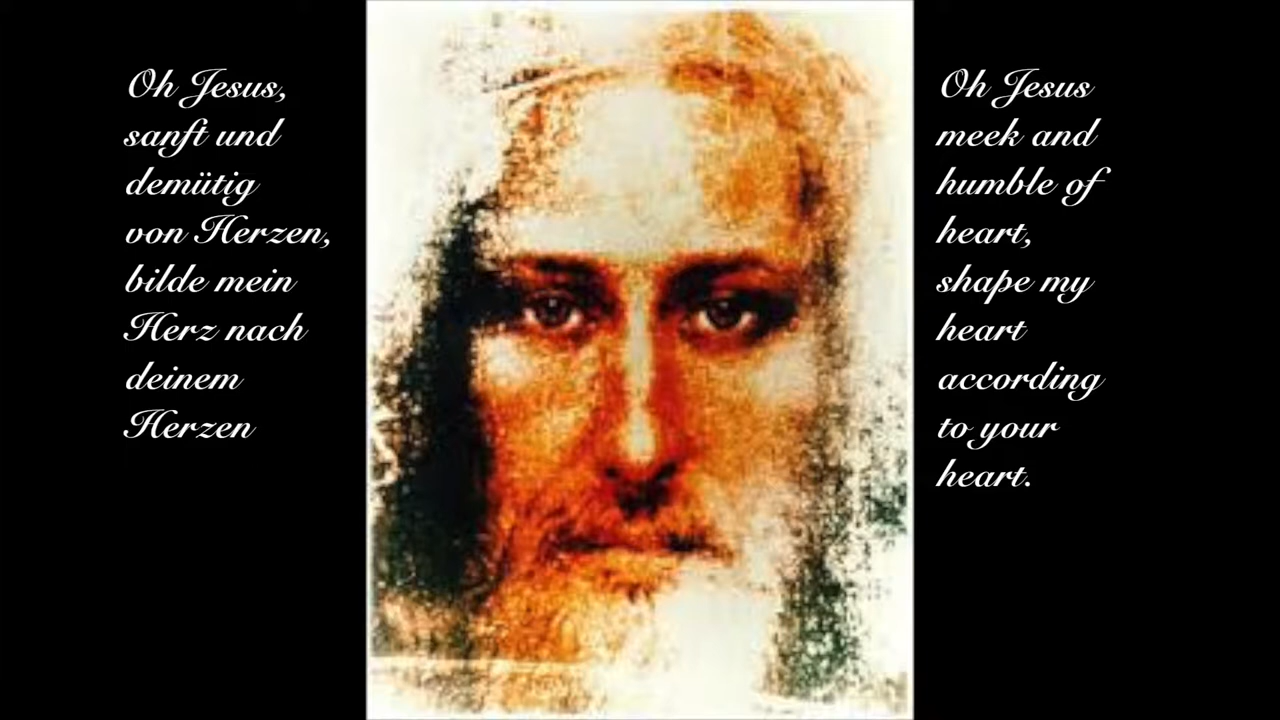 Oh Jesus,
sanft und
demütig
von Herzen,
bilde mein
Herz nach
deinem
Herzen
Oh Jesus
meek and
humble of
heart,
shape my
heart
according
to your
heart.